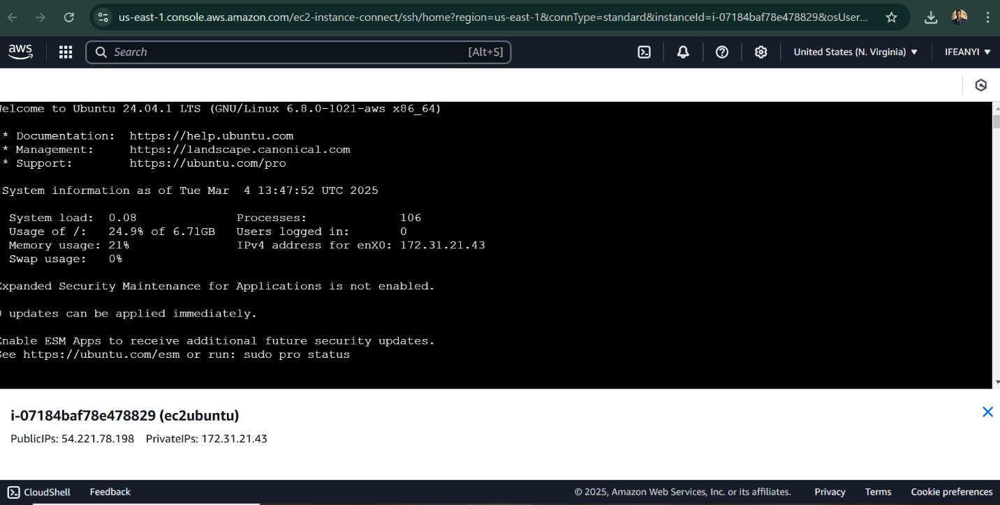 us-east-1.console.aws.amazon.com/ec2-instance-connect/ssh/home?region=us-east-1&connType=standard&instanceId=i-07184baf78e478829&osUser...
aws
Search [Alt+S]
United States (N. Virginia) ▼ IFEANYI ▼
Welcome to Ubuntu 24.04.1 LTS (GNU/Linux 6.8.0-1021-aws x86_64)
* Documentation: https://help.ubuntu.com
* Management: https://landscape.canonical.com
* Support: https://ubuntu.com/pro
System information as of Tue Mar 4 13:47:52 UTC 2025
System load: 0.08 Processes: 106
Usage of /: 24.9% of 6.71GB Users logged in: 0
Memory usage: 21% IPv4 address for enX0: 172.31.21.43
Swap usage: 0%
Expanded Security Maintenance for Applications is not enabled.
0 updates can be applied immediately.
Enable ESM Apps to receive additional future security updates.
See https://ubuntu.com/esm or run: sudo pro status
i-07184baf78e478829 (ec2ubuntu)
PublicIPs: 54.221.78.198 PrivateIPs: 172.31.21.43
CloudShell Feedback © 2025, Amazon Web Services, Inc. or its affiliates. Privacy Terms Cookie preferences